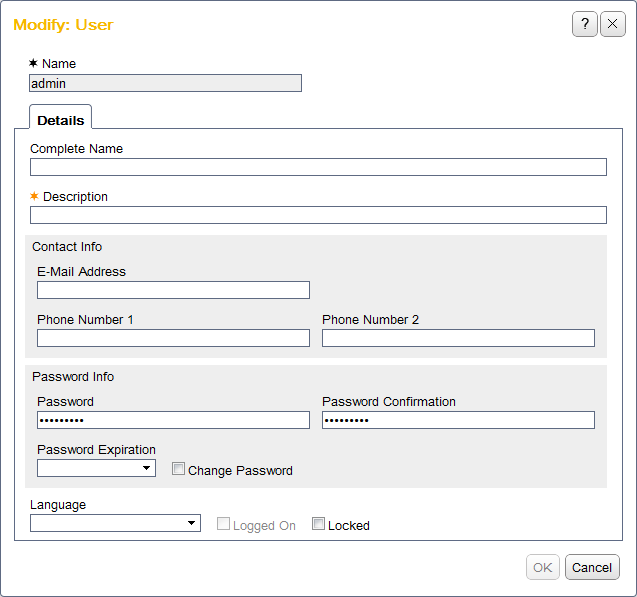 Modify: User
?
✶ Name
admin
Details
Complete Name
✶ Description
Contact Info
E-Mail Address
Phone Number 1 Phone Number 2
Password Info
Password Password Confirmation
••••••••• •••••••••
Password Expiration
Change Password
Language
Logged On Locked
OK Cancel